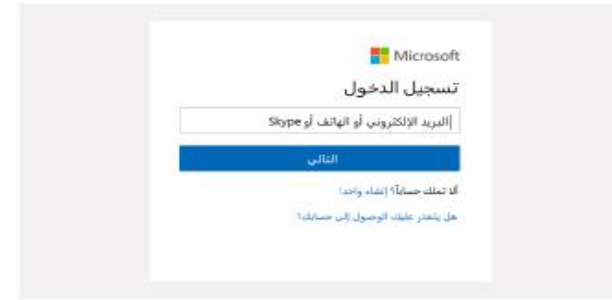 Microsoft
تسجيل الدخول
البريد الإلكتروني أو الهاتف أو Skype
التالي
ألا تملك حساباً؟ إنشاء واحد!
هل يتعذر عليك الوصول إلى حسابك؟